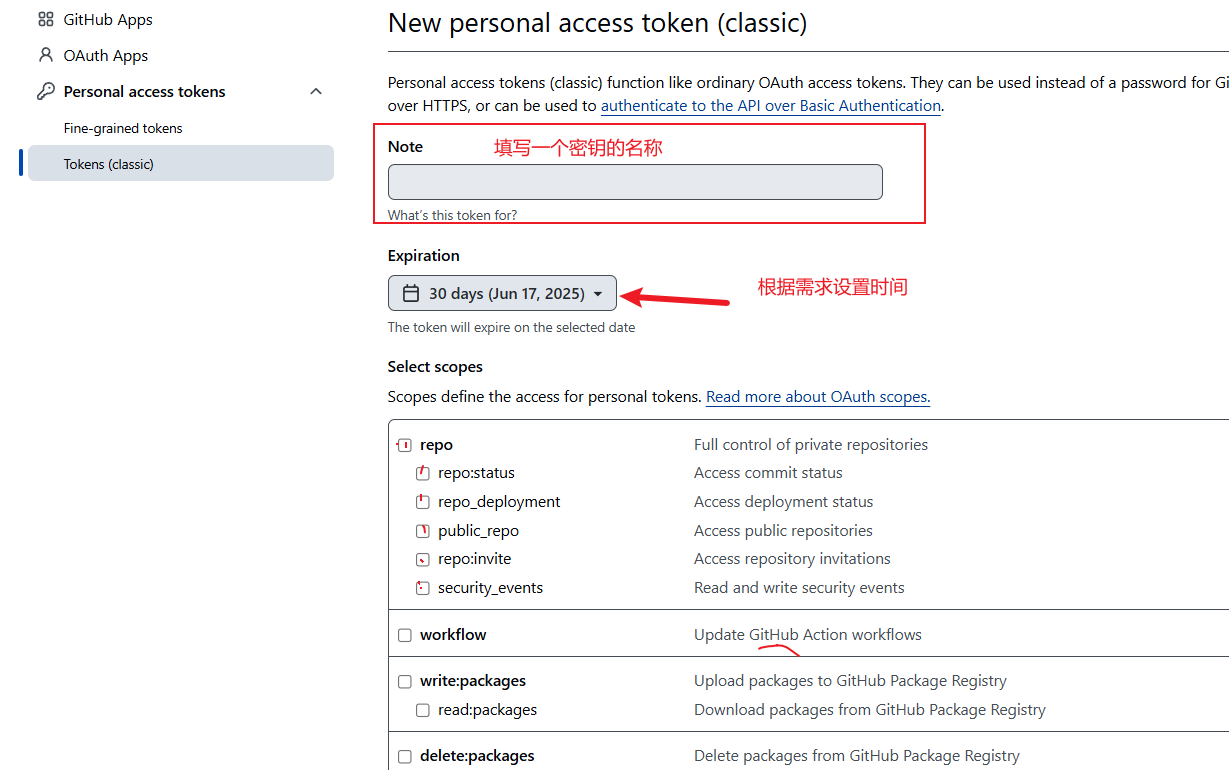 GitHub Apps
OAuth Apps
Personal access tokens
Fine-grained tokens
Tokens (classic)
New personal access token (classic)
Personal access tokens (classic) function like ordinary OAuth access tokens. They can be used instead of a password for Gi
over HTTPS, or can be used to authenticate to the API over Basic Authentication.
Note
填写一个密钥的名称
What's this token for?
Expiration
30 days (Jun 17, 2025)
根据需求设置时间
The token will expire on the selected date
Select scopes
Scopes define the access for personal tokens. Read more about OAuth scopes.
repo Full control of private repositories
repo:status Access commit status
repo_deployment Access deployment status
public_repo Access public repositories
repo:invite Access repository invitations
security_events Read and write security events
workflow Update GitHub Action workflows
write:packages Upload packages to GitHub Package Registry
read:packages Download packages from GitHub Package Registry
delete:packages Delete packages from GitHub Package Registry